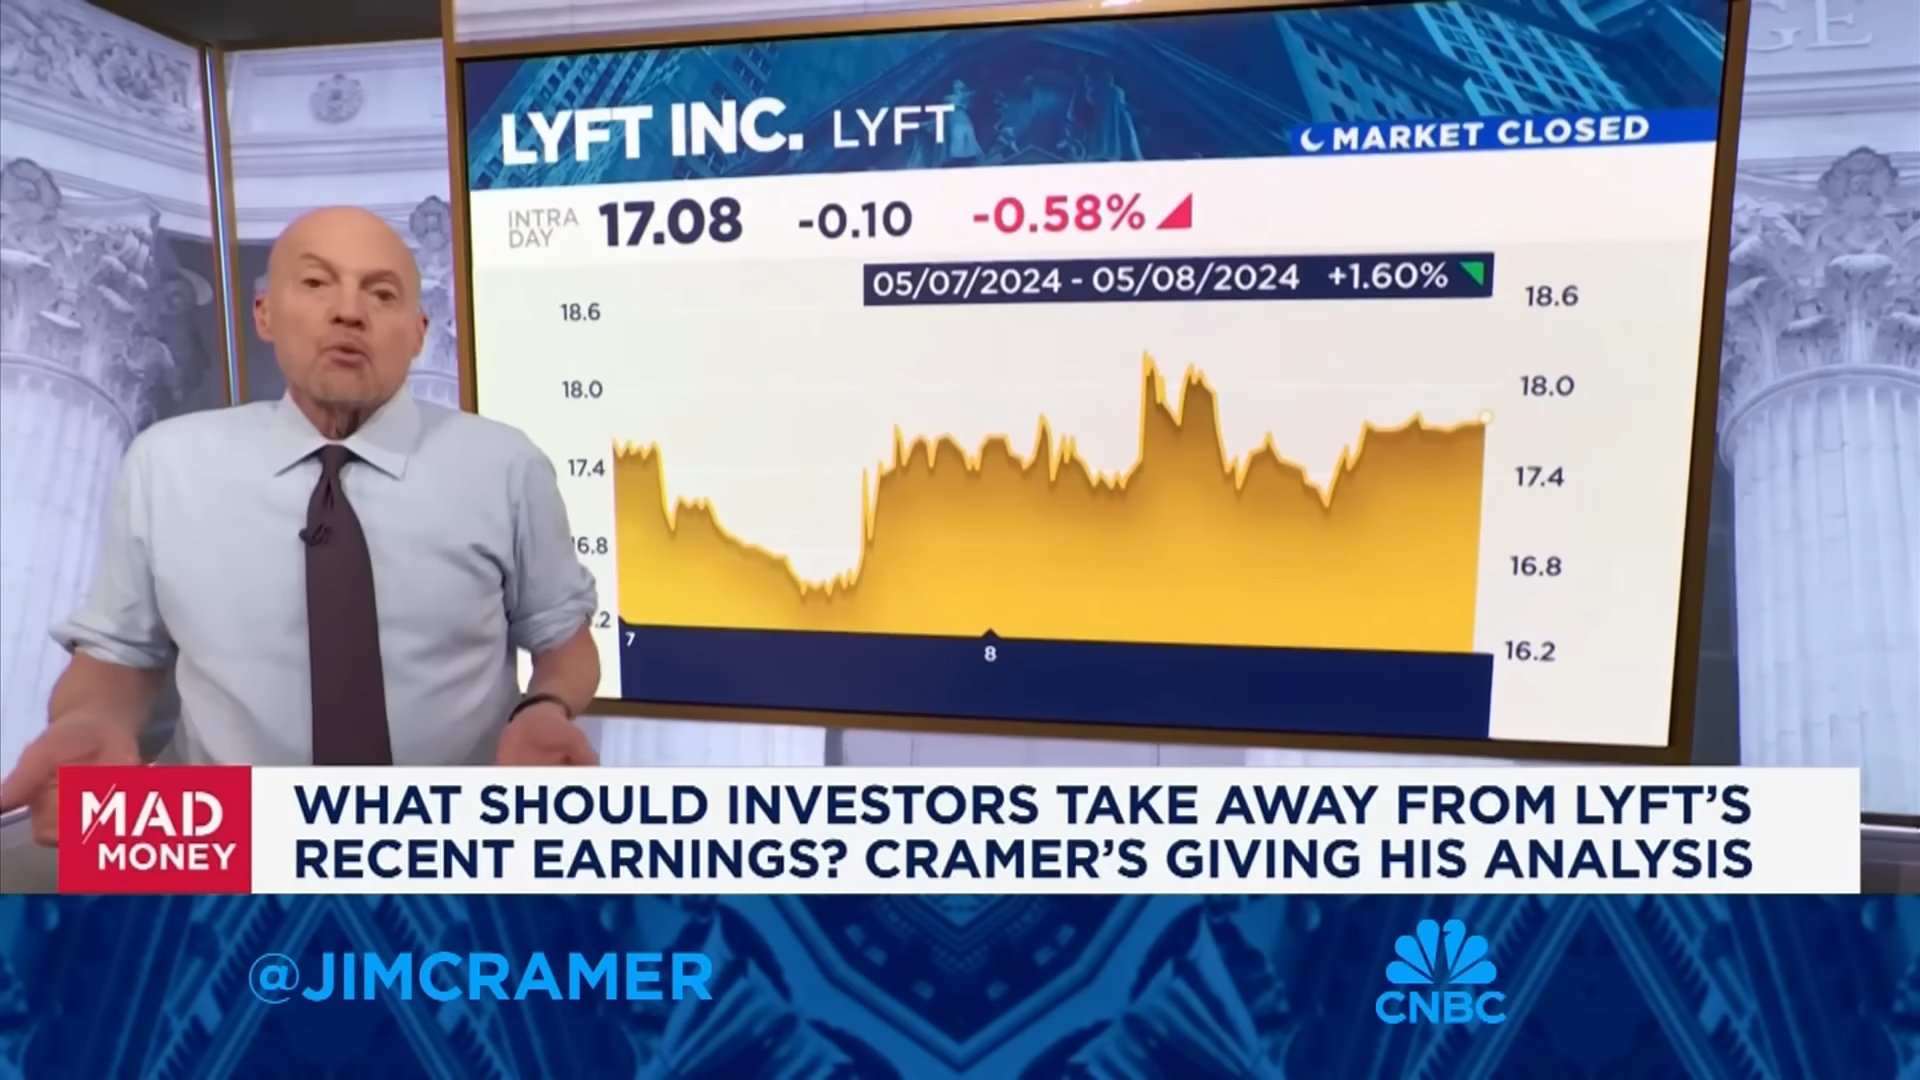 GE
LYFT INC. LYFT
MARKET CLOSED
INTRA
DAY
17.08 -0.10 -0.58%
05/07/2024 - 05/08/2024 +1.60%
18.6 18.6
18.0 18.0
17.4 17.4
16.8 16.8
.2 16.2
7 8
MAD
MONEY
WHAT SHOULD INVESTORS TAKE AWAY FROM LYFT’S
RECENT EARNINGS? CRAMER’S GIVING HIS ANALYSIS
@JIMCRAMER
CNBC